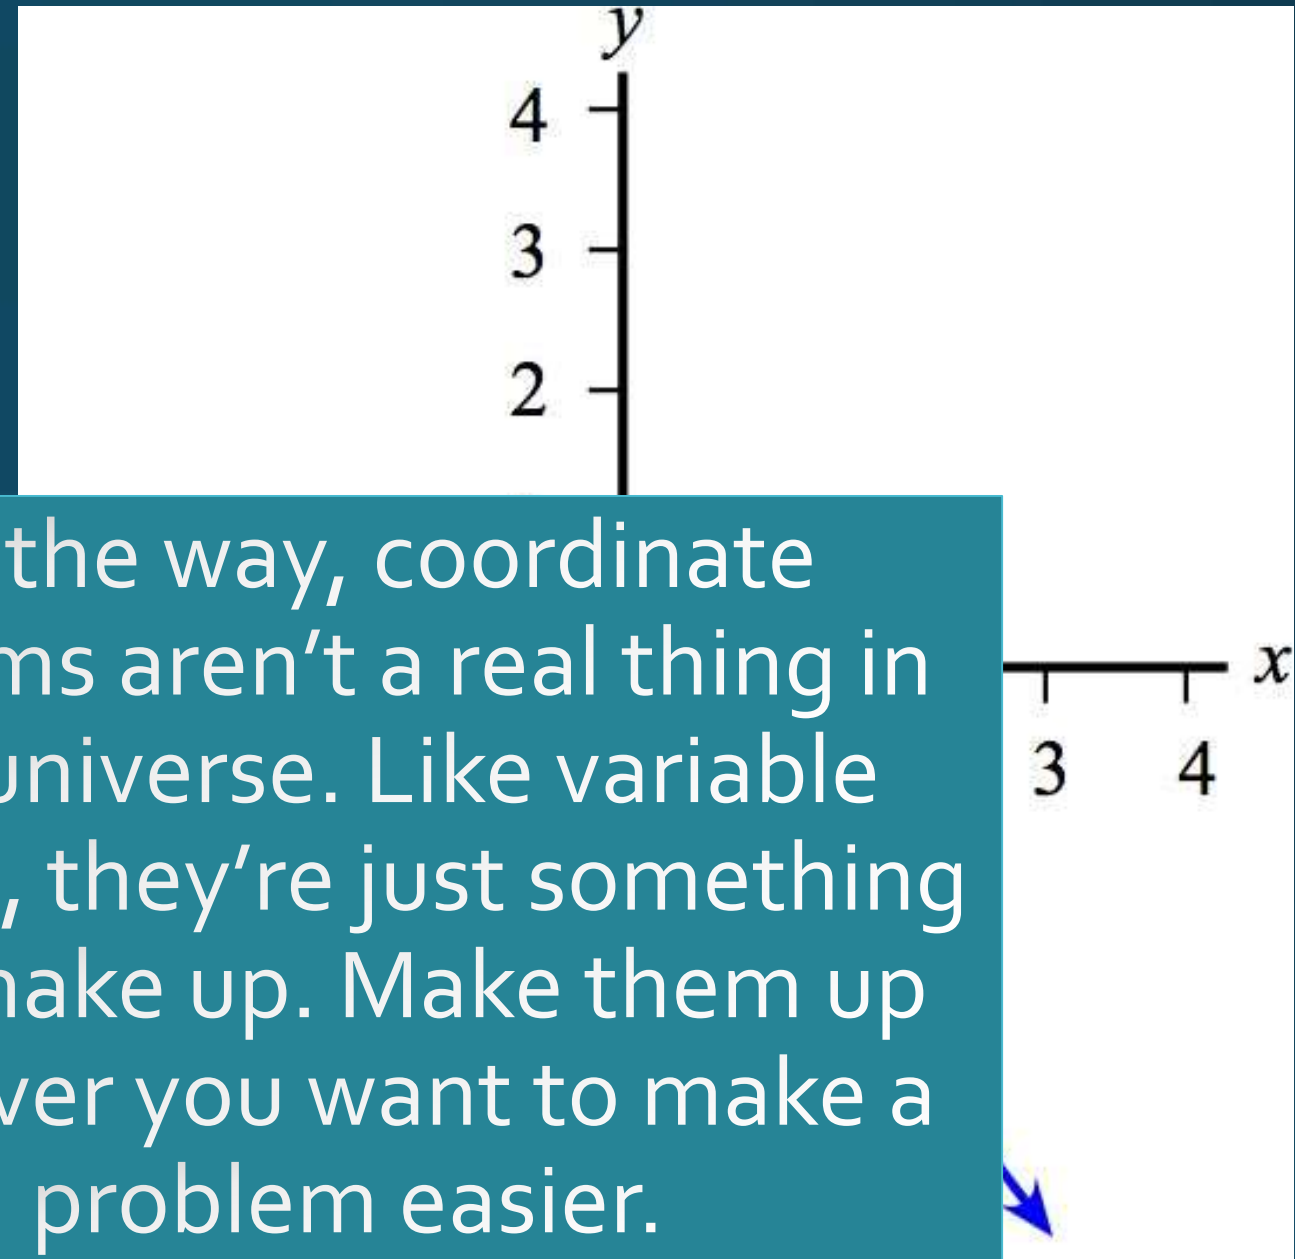 y
4
3
2
the way, coordinate
ms aren’t a real thing in
universe. Like variable
x
, they’re just something
3 4
make up. Make them up
ver you want to make a
problem easier.